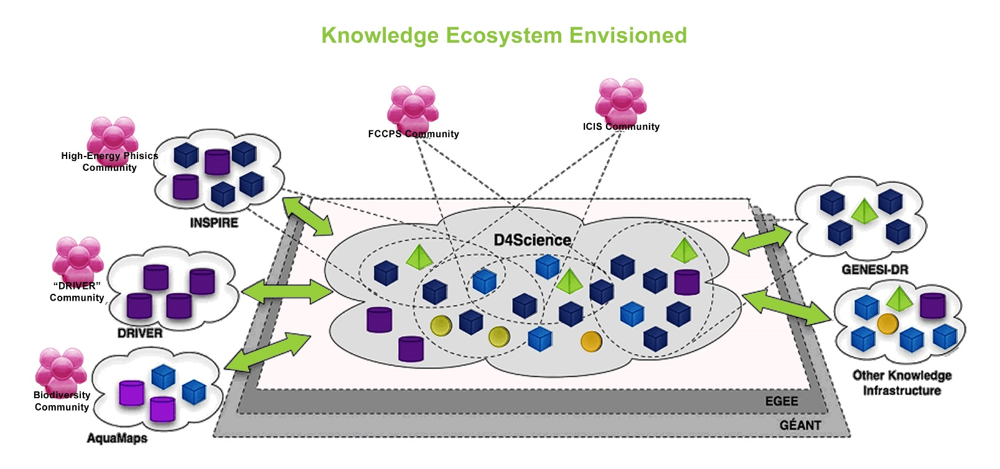 Knowledge Ecosystem Envisioned
FCCPS Community
ICIS Community
High-Energy Phisics
Community
INSPIRE
D4Science
GENESI-DR
“DRIVER”
Community
DRIVER
Other Knowledge
Infrastructure
Biodiversity
Community
AquaMaps
EGEE
GÉANT